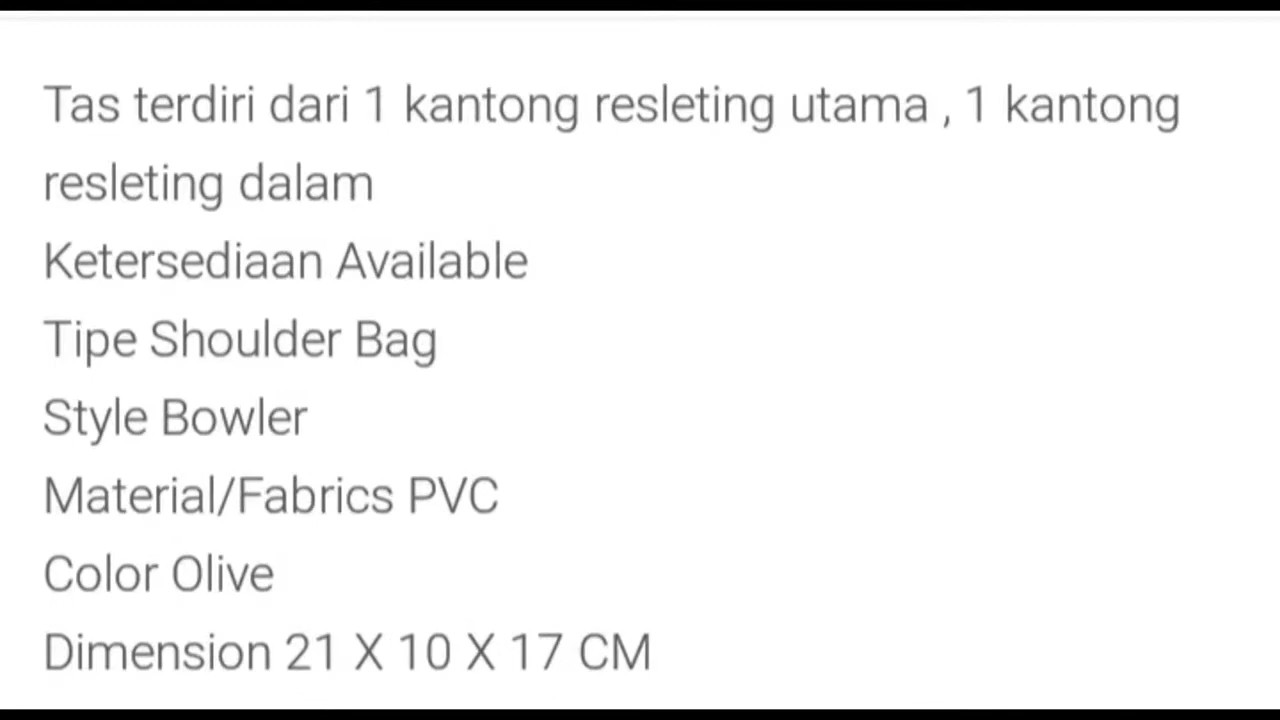 Tas terdiri dari 1 kantong resleting utama , 1 kantong
resleting dalam
Ketersediaan Available
Tipe Shoulder Bag
Style Bowler
Material/Fabrics PVC
Color Olive
Dimension 21 X 10 X 17 CM